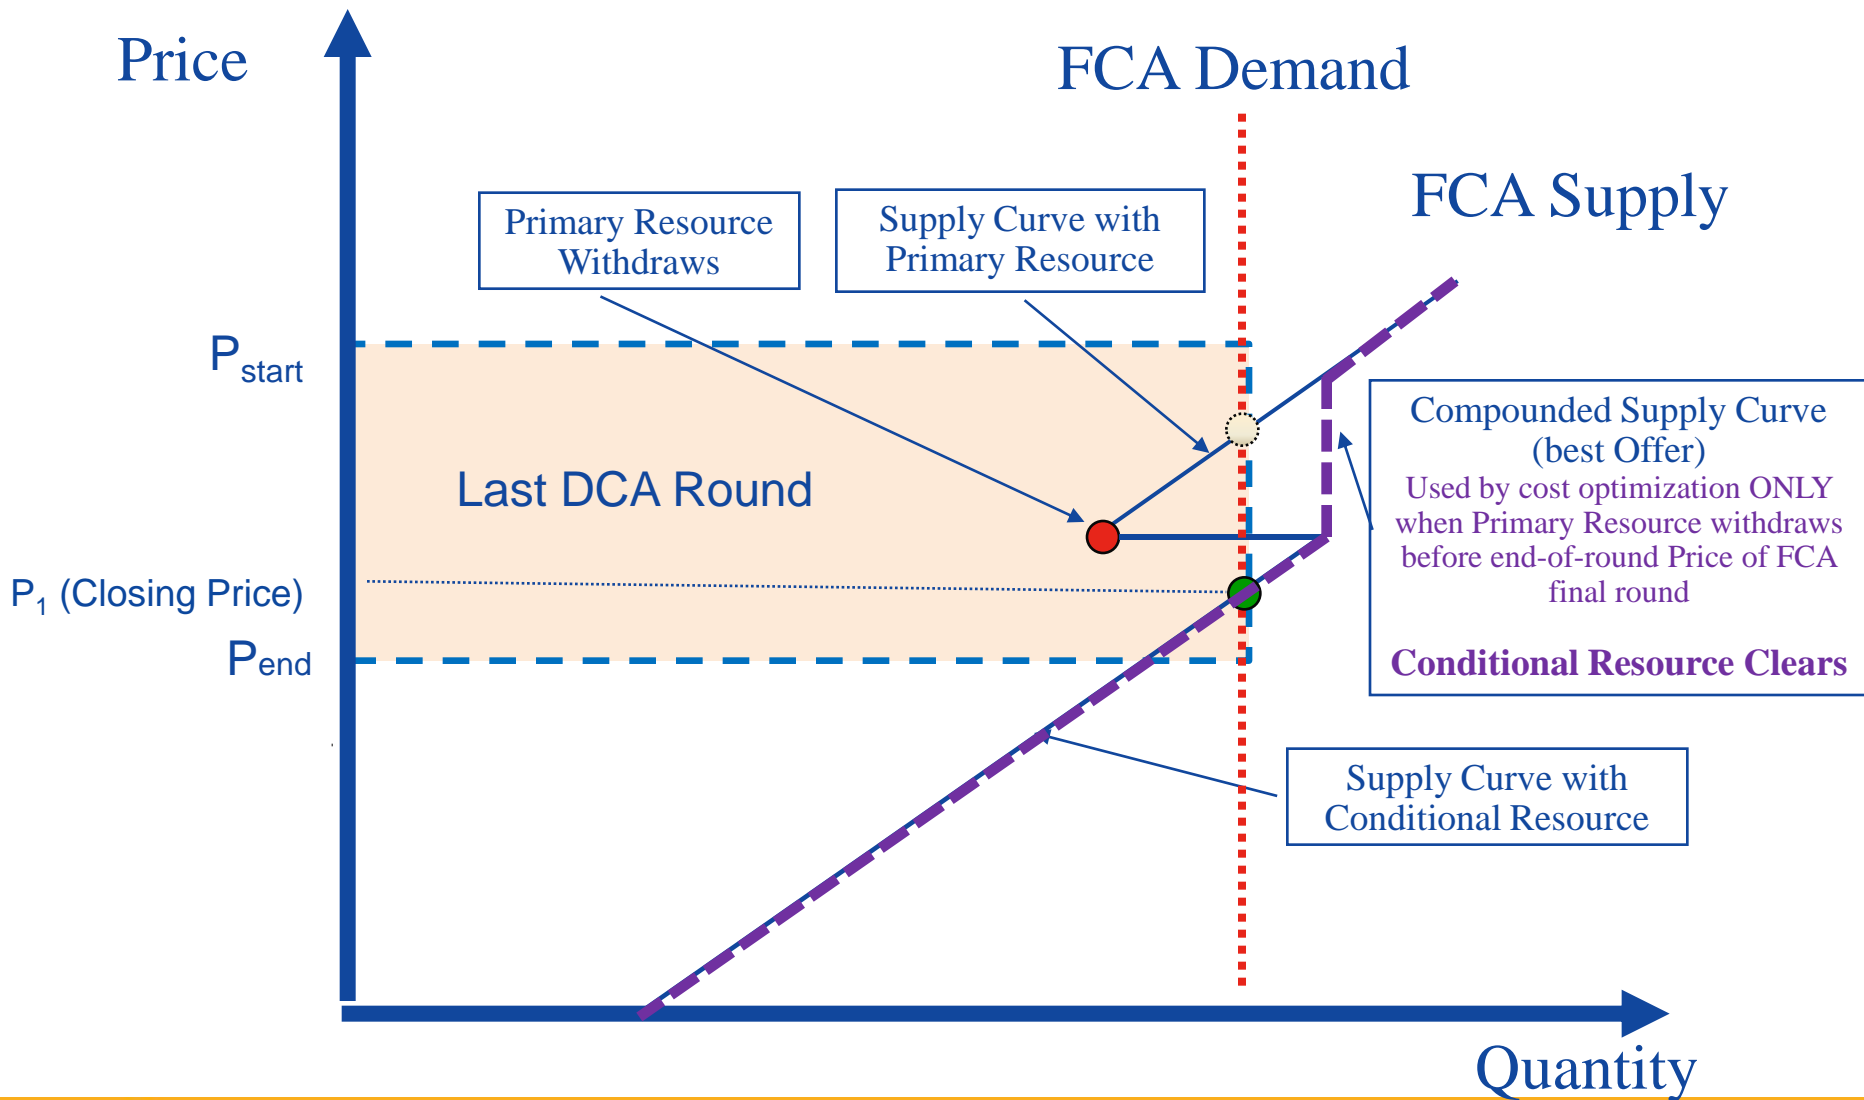 Price
FCA Demand
FCA Supply
Primary Resource
Withdraws
Supply Curve with
Primary Resource
Pstart
Last DCA Round
Compounded Supply Curve
(best Offer)
Used by cost optimization ONLY
when Primary Resource withdraws
before end-of-round Price of FCA
final round
Conditional Resource Clears
P1 (Closing Price)
Pend
Supply Curve with
Conditional Resource
Quantity